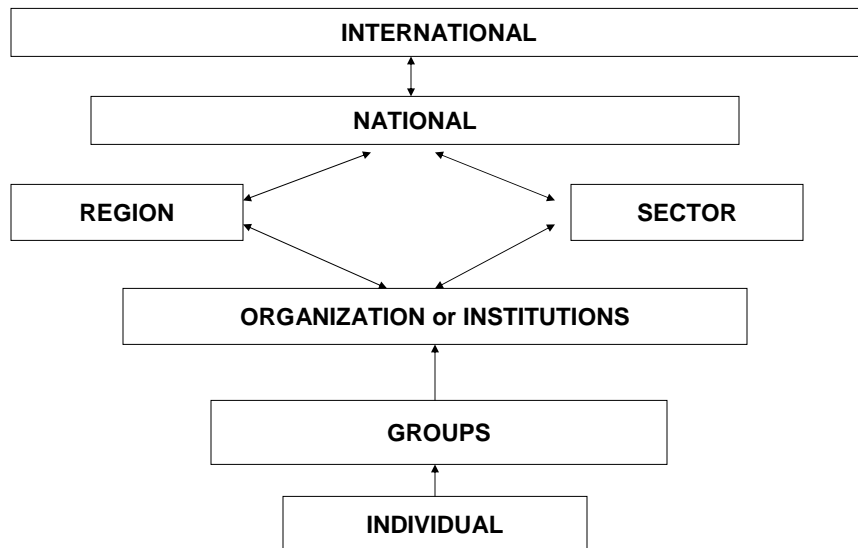 INTERNATIONAL
NATIONAL
REGION
SECTOR
ORGANIZATION or INSTITUTIONS
GROUPS
INDIVIDUAL